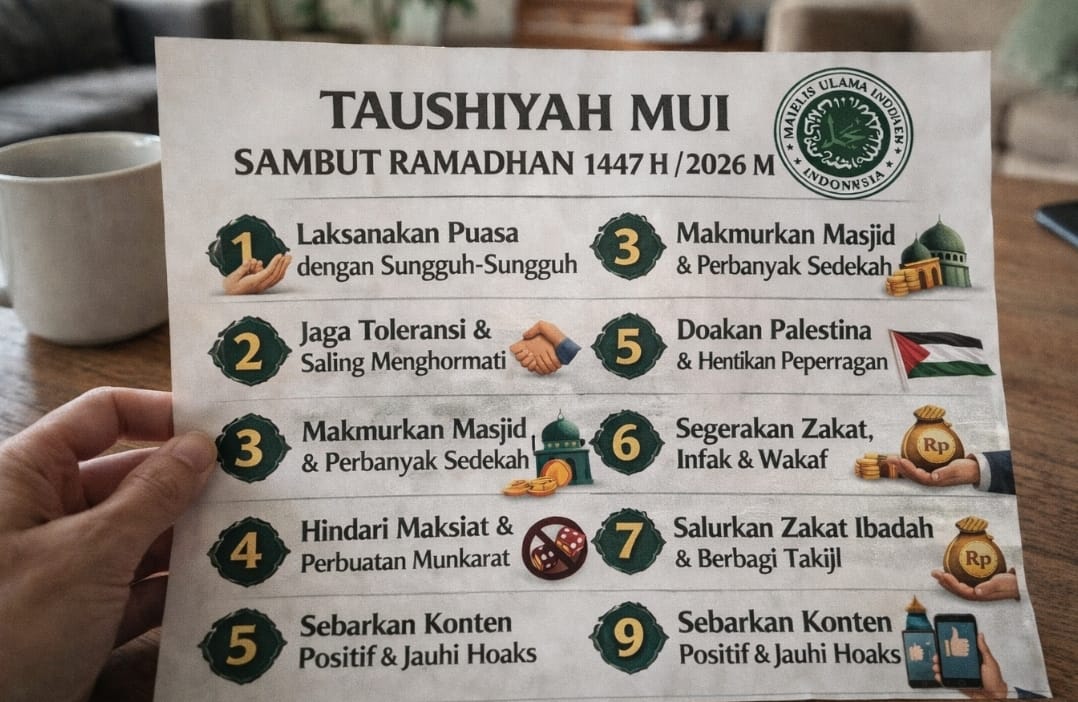 TAUSHIYAH MUI
SAMBUT RAMADHAN 1447 H / 2026 M
1
Laksanakan Puasa
dengan Sungguh-Sungguh
2
Jaga Toleransi &
Saling Menghormati
3
Makmurkan Masjid
& Perbanyak Sedekah
4
Hindari Maksiat &
Perbuatan Munkarat
5
Sebarkan Konten
Positif & Jauhi Hoaks
3
Makmurkan Masjid
& Perbanyak Sedekah
5
Doakan Palestina
& Hentikan Peperragan
6
Segerakan Zakat,
Infak & Wakaf
Rp
7
Salurkan Zakat Ibadah
& Berbagi Takijl
Rp
9
Sebarkan Konten
Positif & Jauhi Hoaks